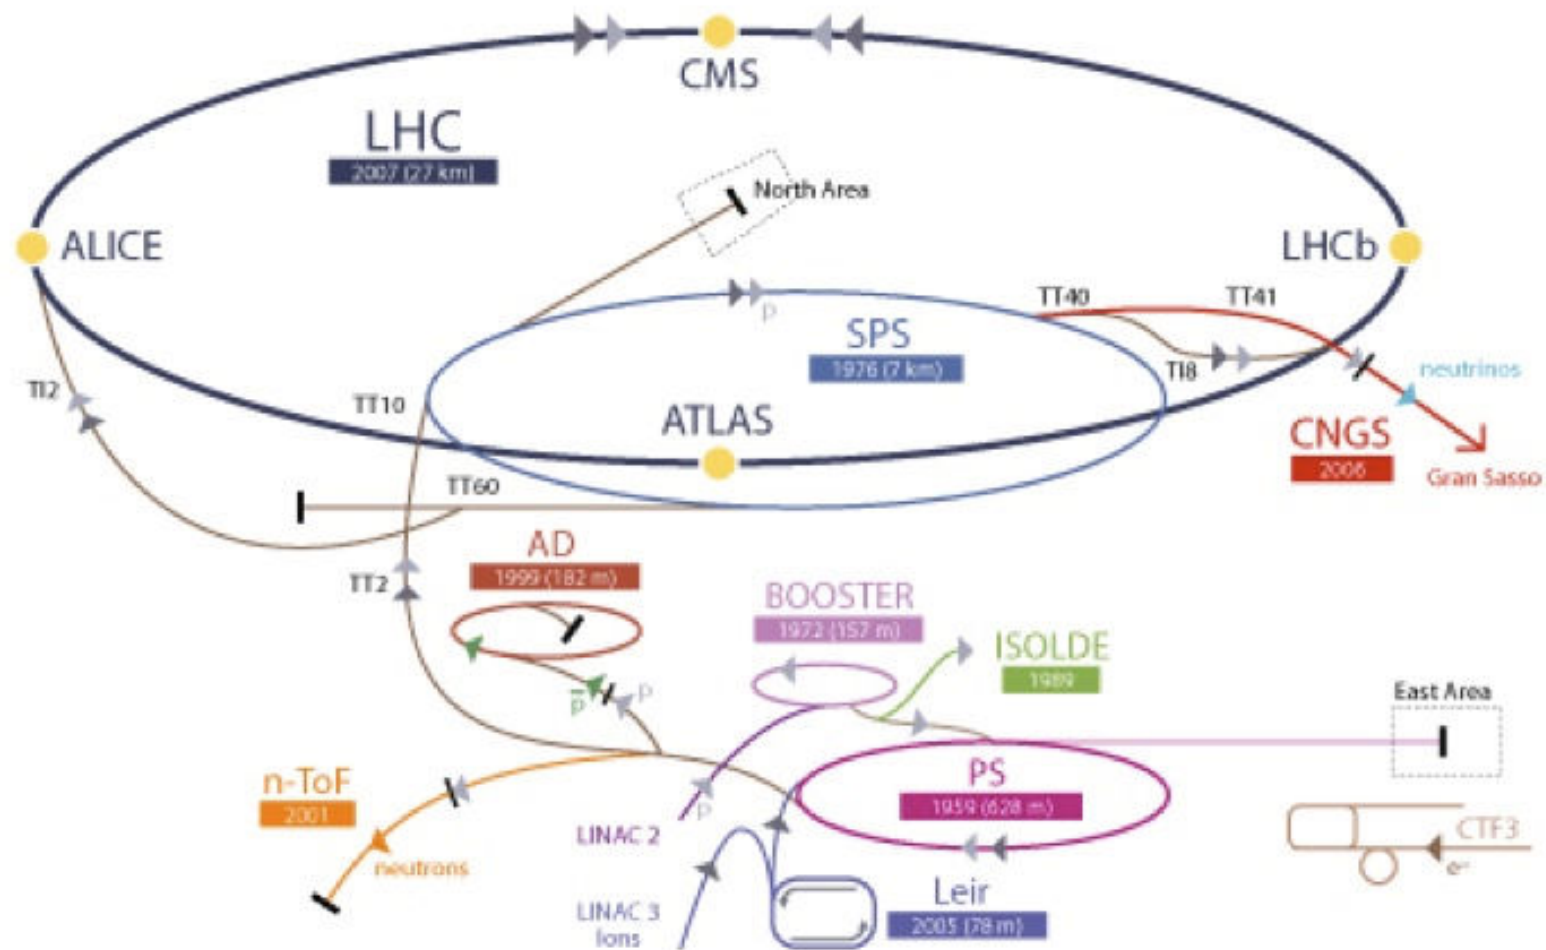 CMS
LHC
2007 (27 km)
North Area
ALICE
LHCb
TT40
TT41
P
SPS
1976 (7 km)
TI8
neutrinos
TI2
TT10
ATLAS
CNGS
2006
Gran Sasso
TT60
AD
1999 (182 m)
TT2
BOOSTER
1972 (157 m)
ISOLDE
1989
p̅
P
East Area
n-ToF
2001
PS
1959 (628 m)
P
LINAC 2
CTF3
e-
neutrons
Leir
2005 (78 m)
LINAC 3
Ions